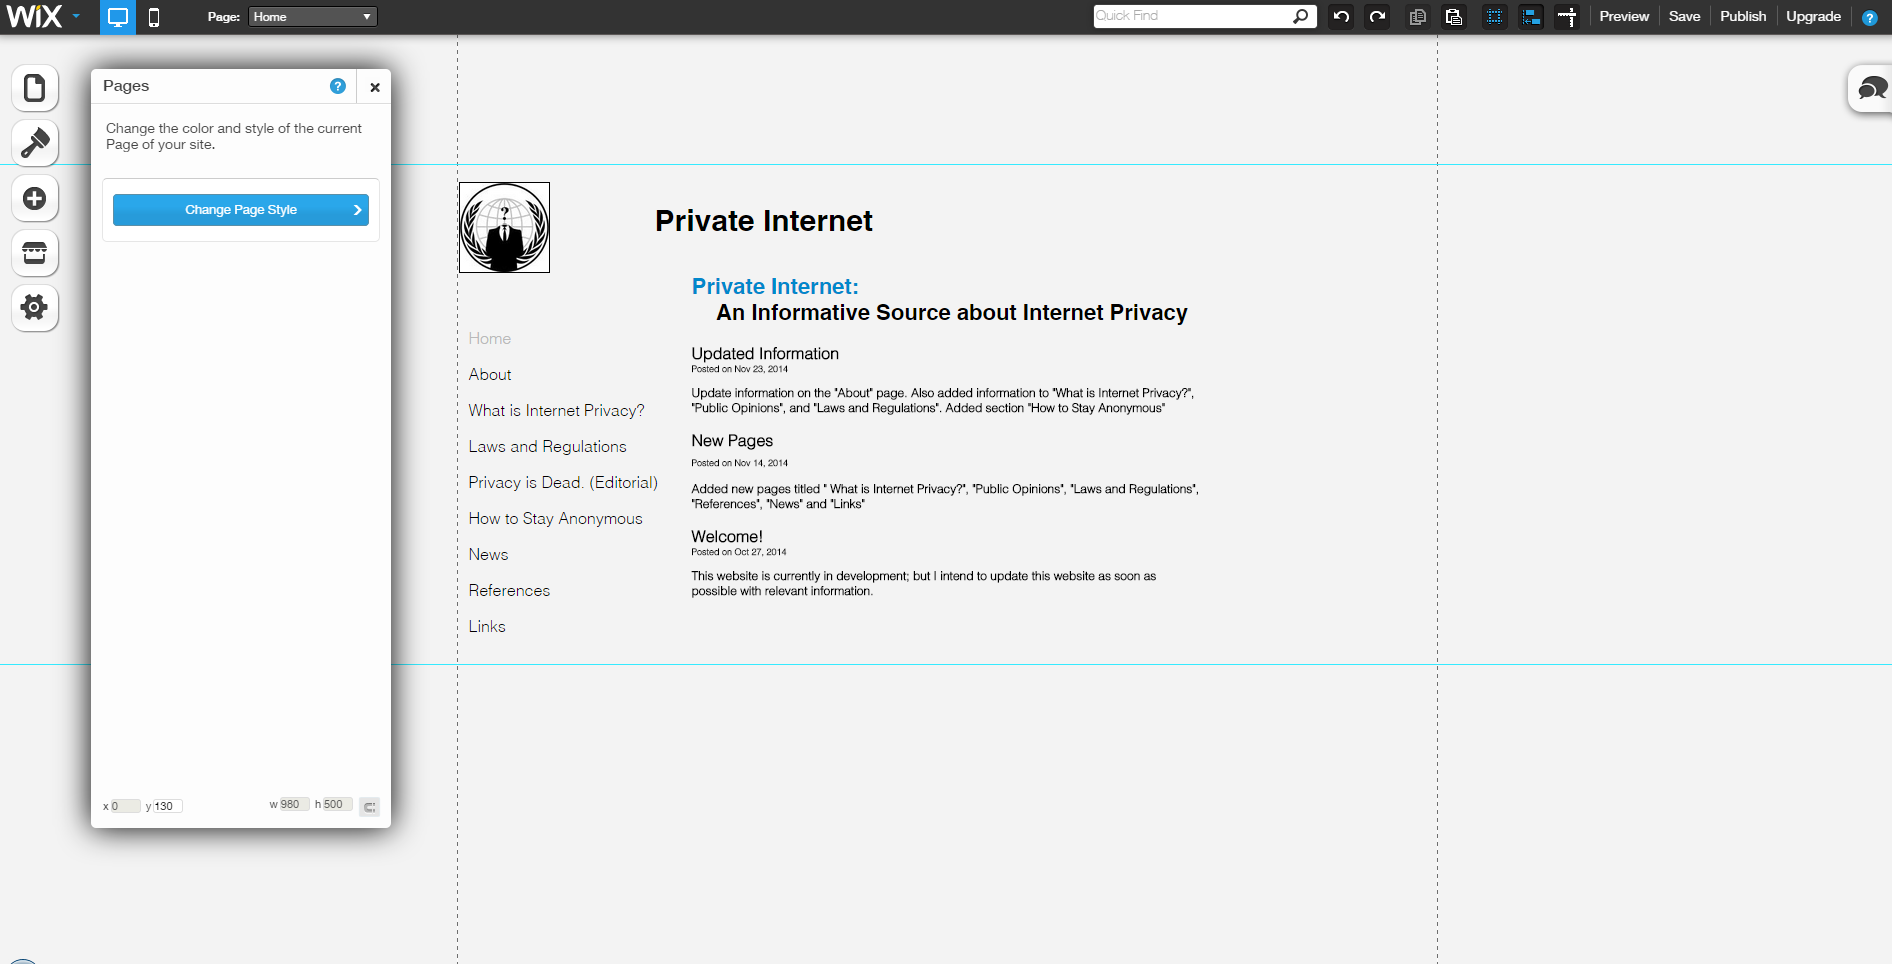 WiX
Page: Home
Quick Find
Preview
Save
Publish
Upgrade
?
Pages
?
×
Change the color and style of the current
Page of your site.
Change Page Style
x 0 y 130 w 980 h 500
?
Private Internet
Private Internet:
An Informative Source about Internet Privacy
Home
About
What is Internet Privacy?
Laws and Regulations
Privacy is Dead. (Editorial)
How to Stay Anonymous
News
References
Links
Updated Information
Posted on Nov 23, 2014
Update information on the "About" page. Also added information to "What is Internet Privacy?",
"Public Opinions", and "Laws and Regulations". Added section "How to Stay Anonymous"
New Pages
Posted on Nov 14, 2014
Added new pages titled " What is Internet Privacy?", "Public Opinions", "Laws and Regulations",
"References", "News" and "Links"
Welcome!
Posted on Oct 27, 2014
This website is currently in development; but I intend to update this website as soon as
possible with relevant information.